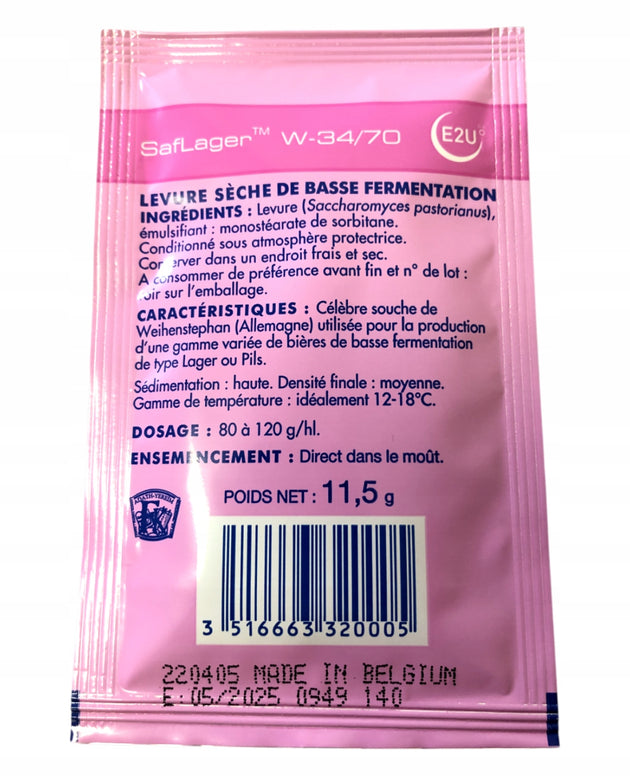 SafLager™ W-34/70
E2U°
LEVURE SÈCHE DE BASSE FERMENTATION
INGRÉDIENTS : Levure (Saccharomyces pastorianus),
émulsifiant : monostéarate de sorbitane.
Conditionné sous atmosphère protectrice.
Conserver dans un endroit frais et sec.
A consommer de préférence avant fin et n° de lot :
voir sur l'emballage.
CARACTÉRISTIQUES : Célèbre souche de
Weihenstephan (Allemagne) utilisée pour la production
d'une gamme variée de bières de basse fermentation
de type Lager ou Pils.
Sédimentation : haute. Densité finale : moyenne.
Gamme de température : idéalement 12-18°C.
DOSAGE : 80 à 120 g/hl.
ENSEMENCEMENT : Direct dans le moût.
POIDS NET : 11,5 g
3 516663 320005
220405 MADE IN BELGIUM
E:05/2025 0949 140